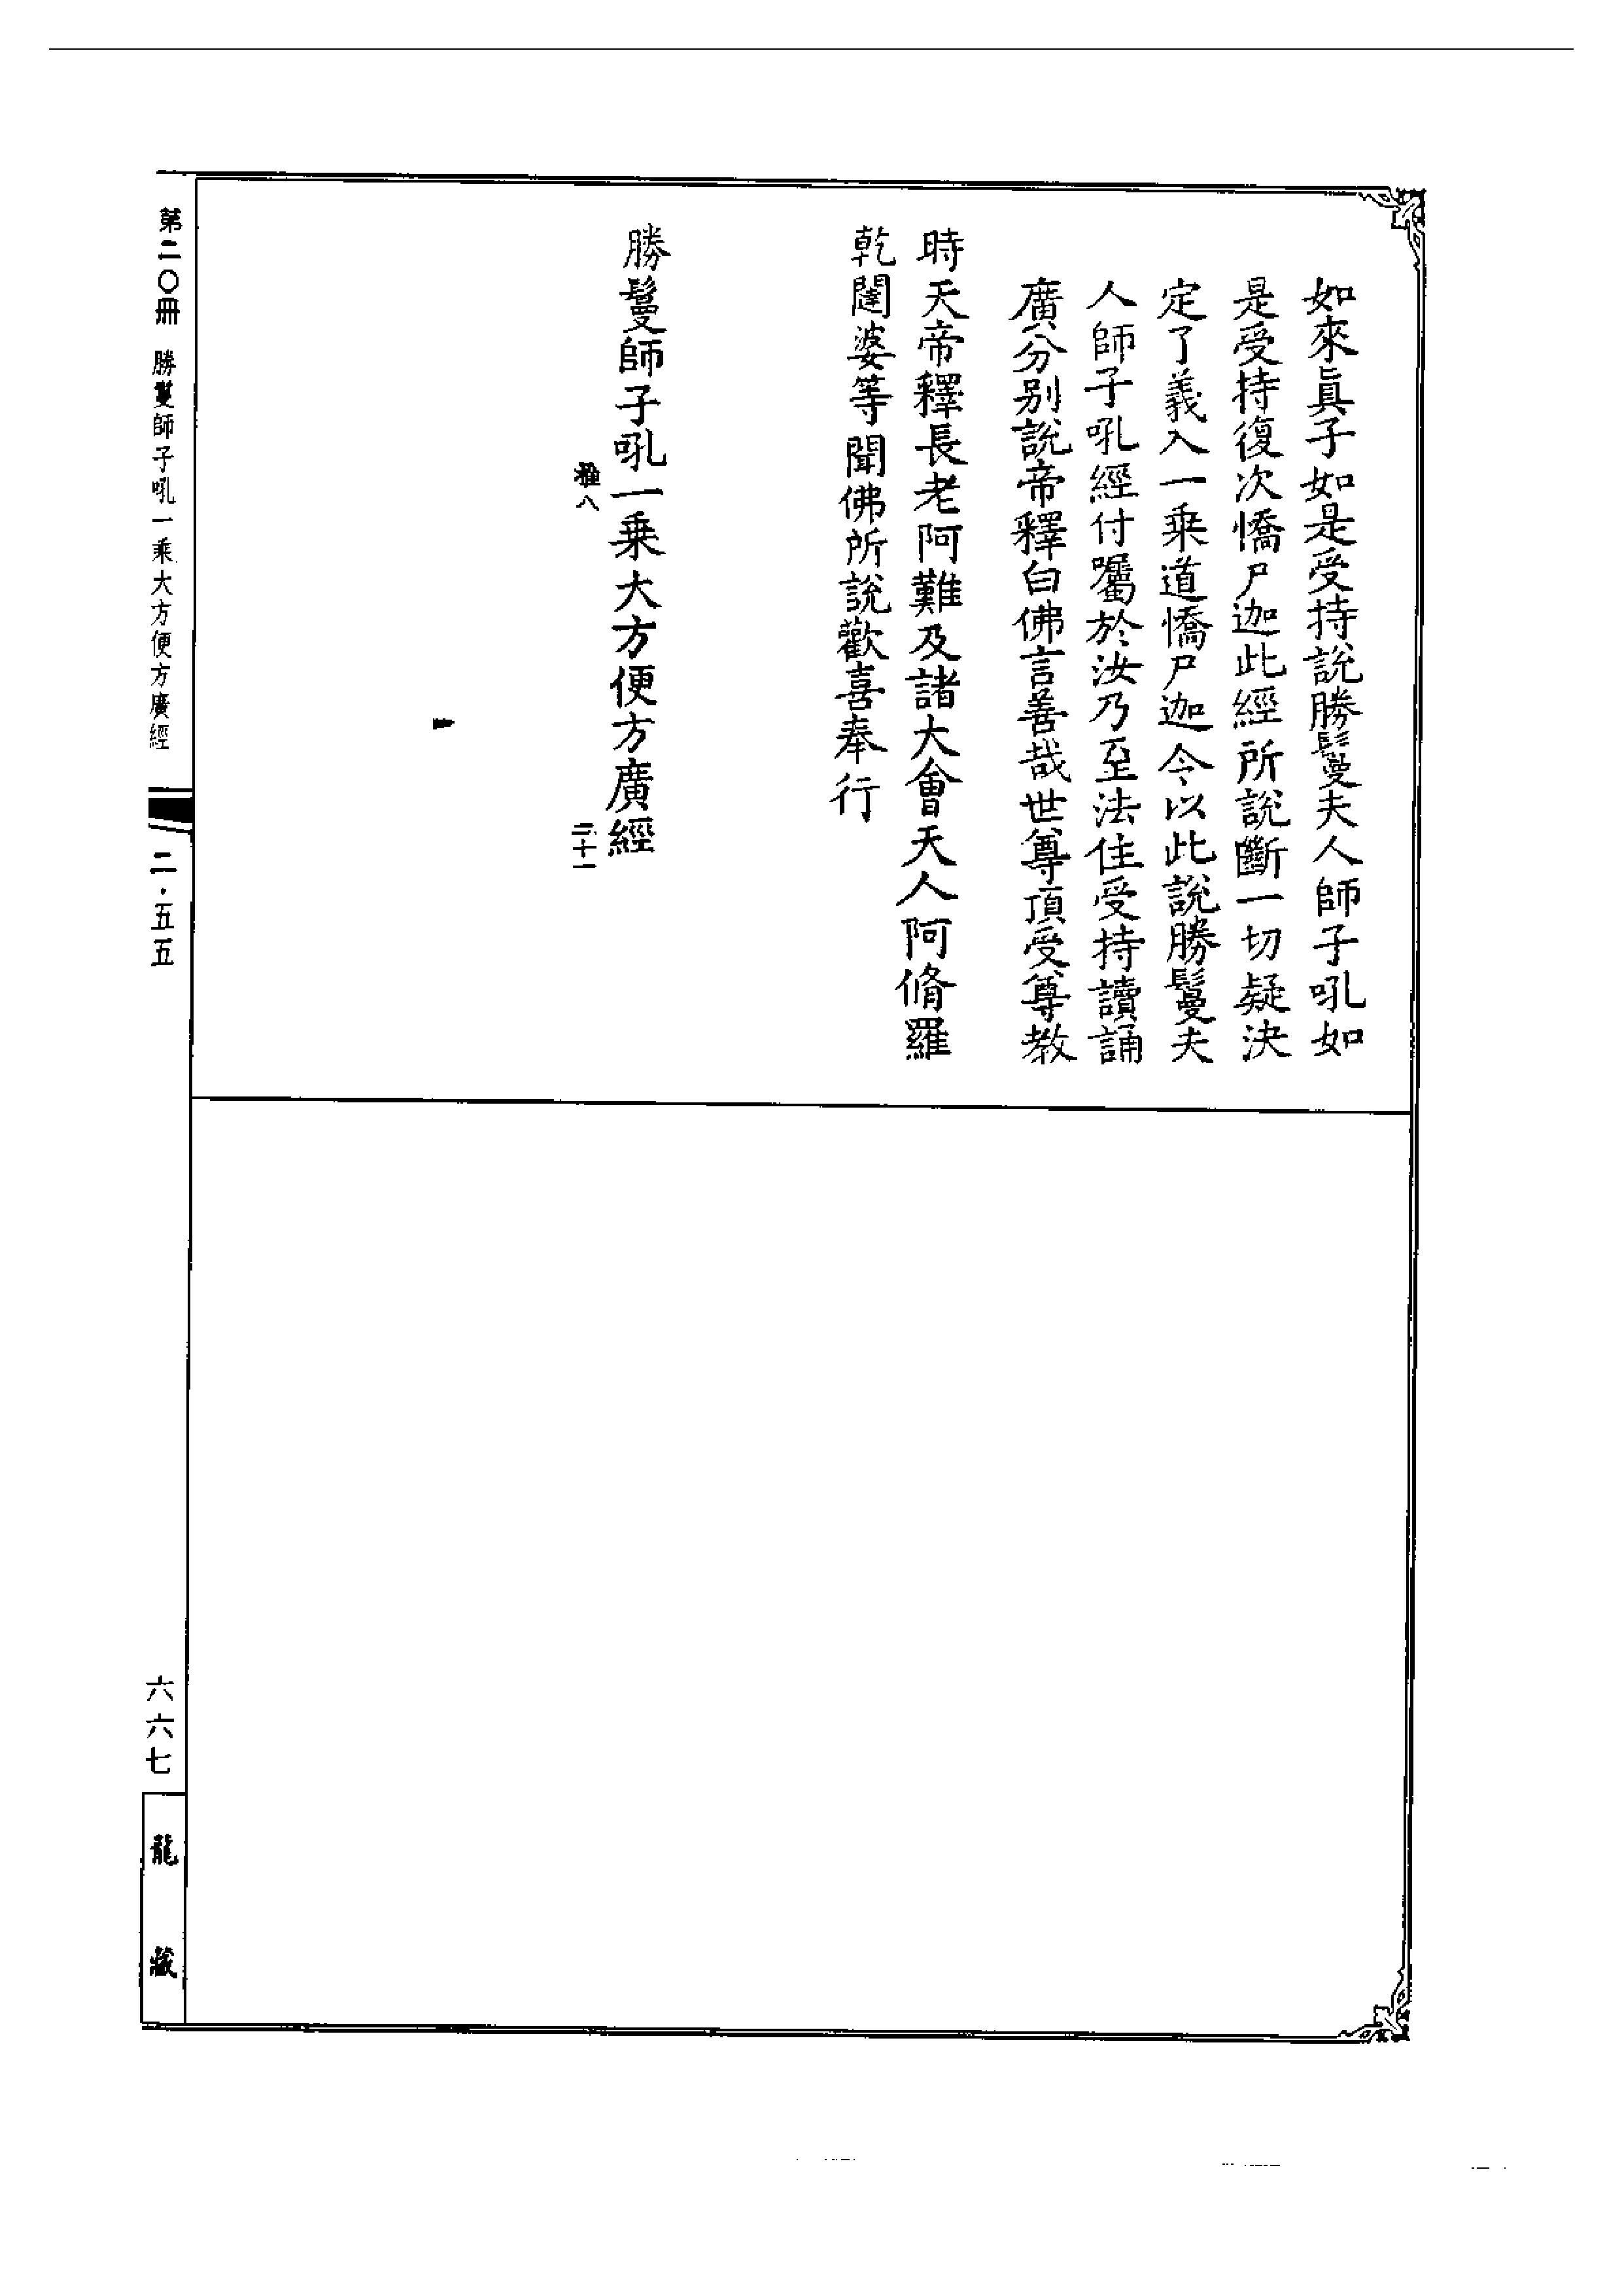 如來眞子如是受持說勝鬘夫人師子吼如
是受持復次憍尸迦此經所說斷一切疑決
定了義入一乗道憍尸迦今以此說勝鬘夫
人師子吼經付囑於汝乃至法住受持讀誦
廣分別說帝釋白佛言善哉世尊頂受尊教
時天帝釋長老阿難及諸大會天人阿脩羅
乾闥婆等聞佛所說歡喜奉行
勝鬘師子吼一乗大方便方廣經
八
二十一
第二〇冊 勝鬘師子吼一乘大方便方廣經
二·五五
六六七
龍藏